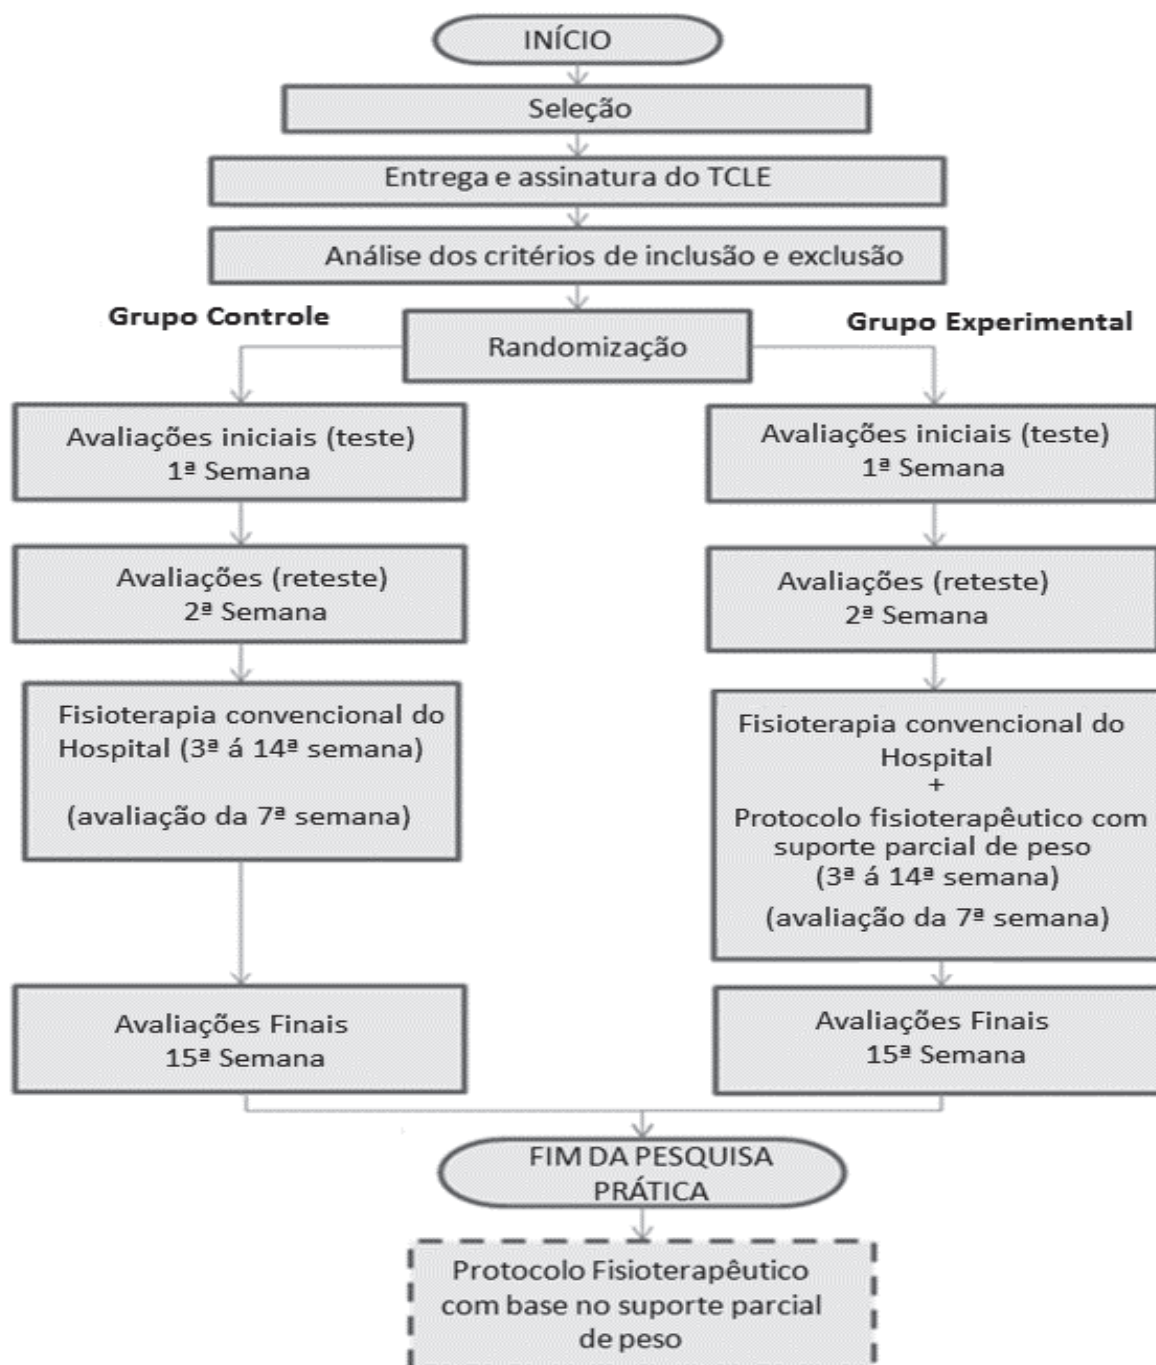 INÍCIO
Seleção
Entrega e assinatura do TCLE
Análise dos critérios de inclusão e exclusão
Grupo Controle
Randomização
Grupo Experimental
Avaliações iniciais (teste)
1ª Semana
Avaliações (reteste)
2ª Semana
Fisioterapia convencional do
Hospital (3ª á 14ª semana)
(avaliação da 7ª semana)
Avaliações Finais
15ª Semana
Avaliações iniciais (teste)
1ª Semana
Avaliações (reteste)
2ª Semana
Fisioterapia convencional do
Hospital
+
Protocolo fisioterapêutico com
suporte parcial de peso
(3ª á 14ª semana)
(avaliação da 7ª semana)
Avaliações Finais
15ª Semana
FIM DA PESQUISA
PRÁTICA
Protocolo Fisioterapêutico
com base no suporte parcial
de peso